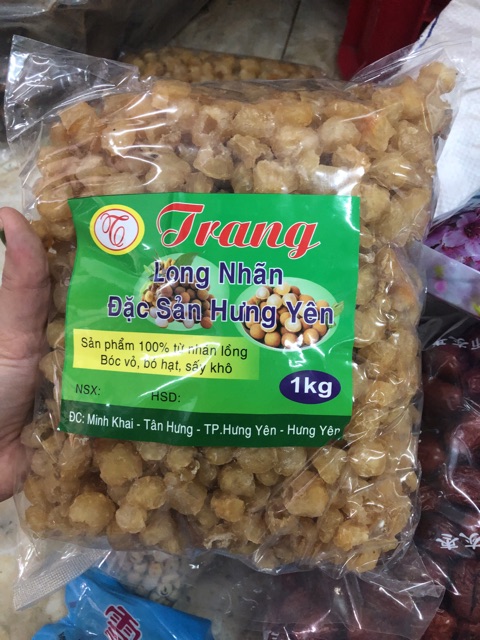 Trang
Long Nhãn
Đặc Sản Hưng Yên
Sản phẩm 100% từ nhãn lồng
Bóc vỏ, bỏ hạt, sấy khô
NSX: HSD:
1kg
ĐC: Minh Khai - Tân Hưng - TP.Hưng Yên - Hưng Yên
枣